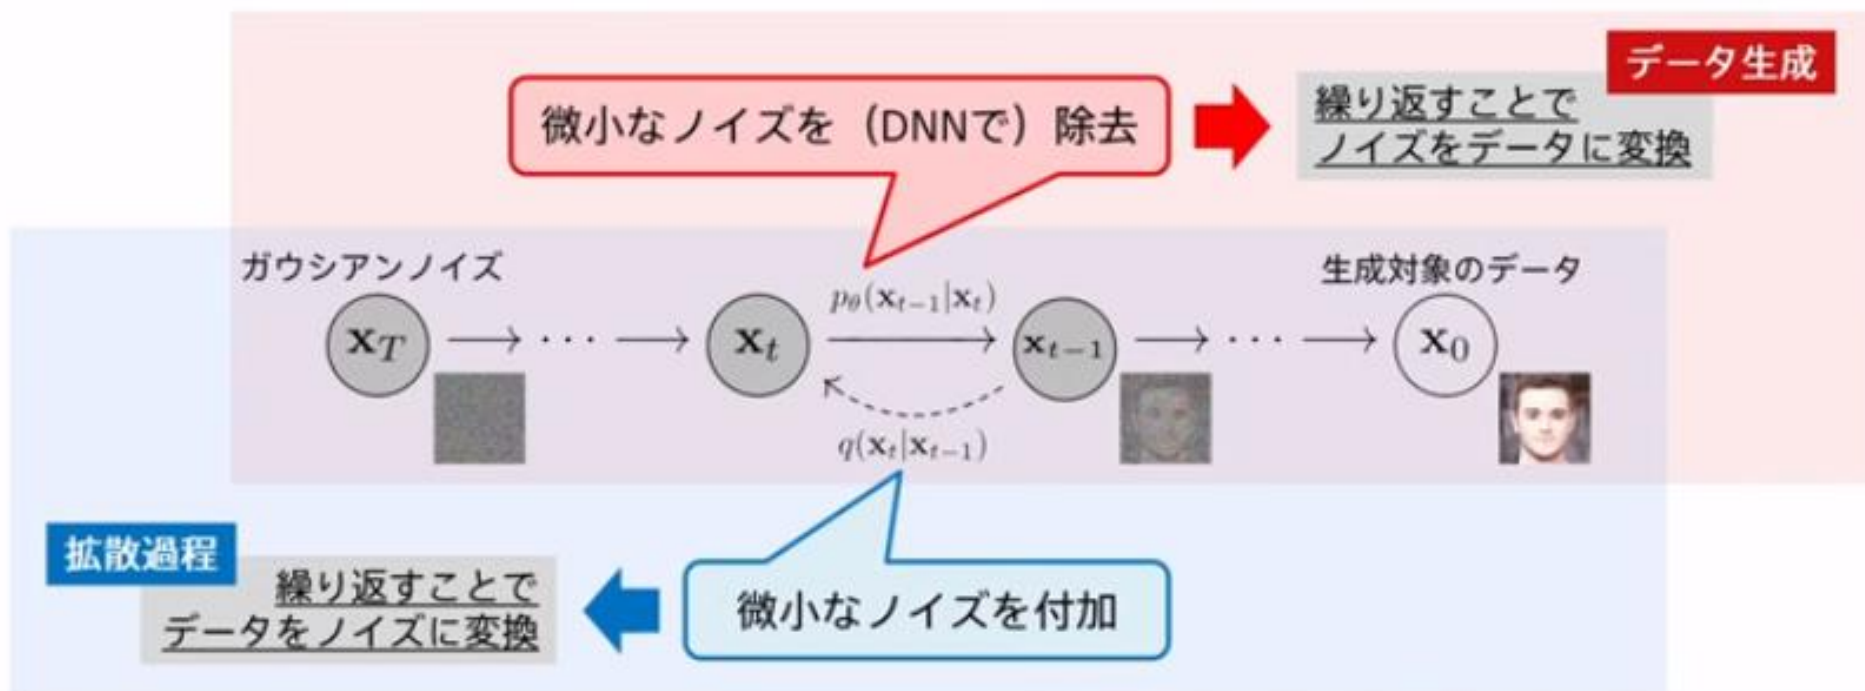 データ生成
微小なノイズを（DNNで）除去
繰り返すことで
ノイズをデータに変換
ガウシアンノイズ
生成対象のデータ
p_θ(x_{t−1}|x_t)
x_T → ··· → x_t → x_{t−1} → ··· → x_0
q(x_t|x_{t−1})
拡散過程
繰り返すことで
データをノイズに変換
微小なノイズを付加